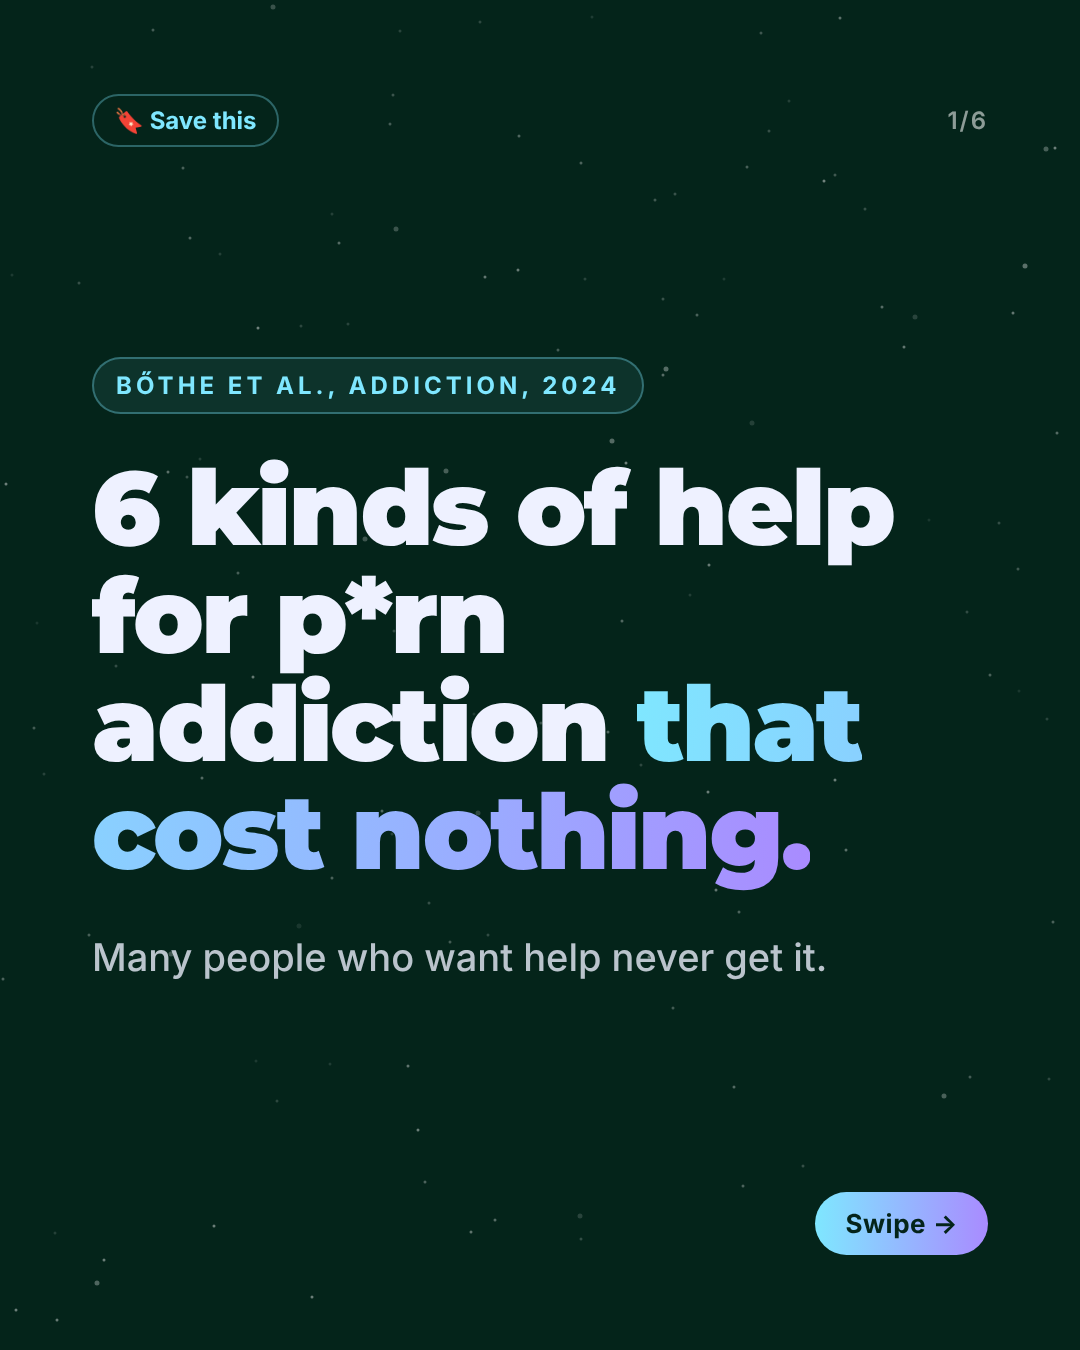 🔖 Save this
1/6
BŐTHE ET AL., ADDICTION, 2024
6 kinds of help
for p*rn
addiction that
cost nothing.
Many people who want help never get it.
Swipe →